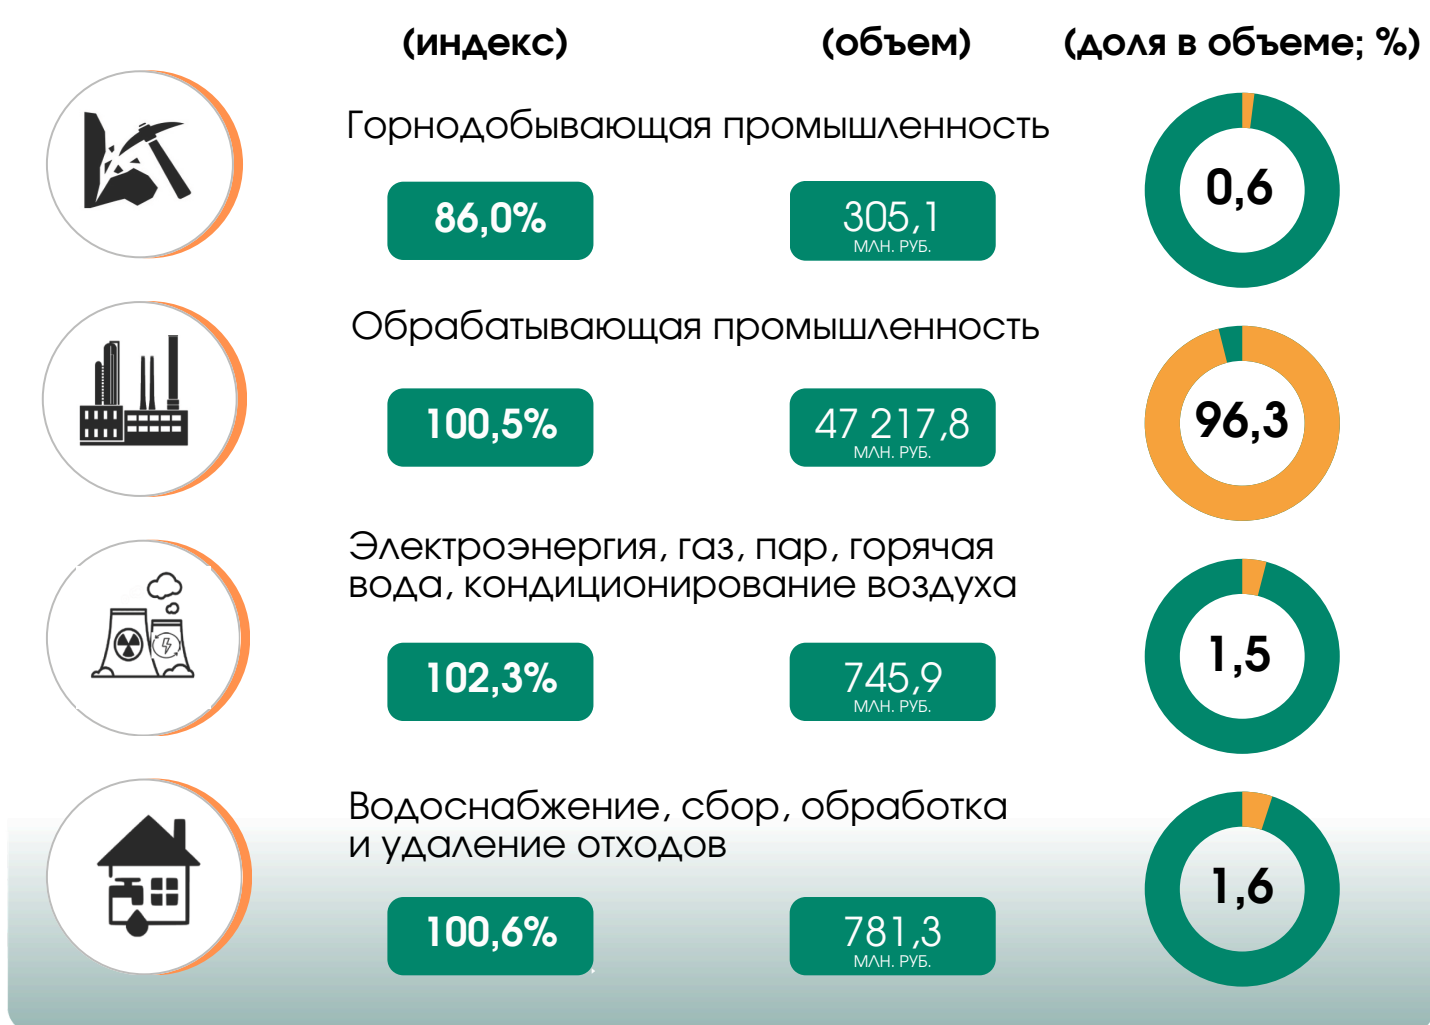 (индекс) (объем) (доля в объеме; %)
Горнодобывающая промышленность
86,0% 305,1 0,6
МЛН. РУБ.
Обрабатывающая промышленность
100,5% 47 217,8 96,3
МЛН. РУБ.
Электроэнергия, газ, пар, горячая
вода, кондиционирование воздуха
102,3% 745,9 1,5
МЛН. РУБ.
Водоснабжение, сбор, обработка
и удаление отходов
100,6% 781,3 1,6
МЛН. РУБ.